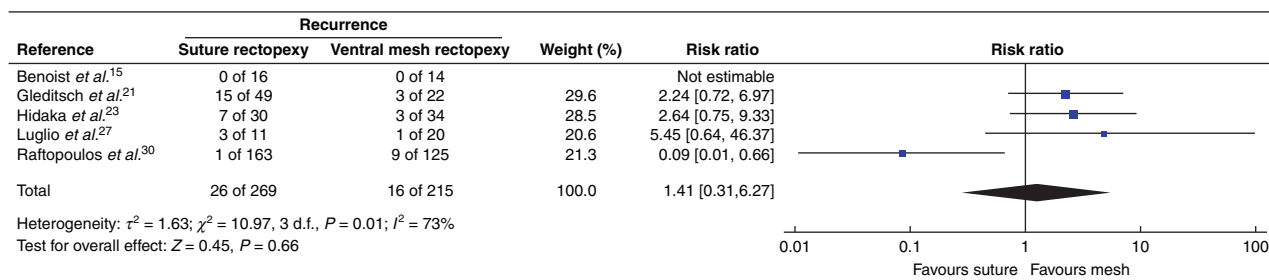 Recurrence
Reference Suture rectopexy Ventral mesh rectopexy Weight (%) Risk ratio Risk ratio
Benoist et al.15 0 of 16 0 of 14 Not estimable
Gleditsch et al.21 15 of 49 3 of 22 29.6 2.24 [0.72, 6.97]
Hidaka et al.23 7 of 30 3 of 34 28.5 2.64 [0.75, 9.33]
Luglio et al.27 3 of 11 1 of 20 20.6 5.45 [0.64, 46.37]
Raftopoulos et al.30 1 of 163 9 of 125 21.3 0.09 [0.01, 0.66]
Total 26 of 269 16 of 215 100.0 1.41 [0.31,6.27]
Heterogeneity: τ2 = 1.63; χ2 = 10.97, 3 d.f., P = 0.01; I2 = 73%
Test for overall effect: Z = 0.45, P = 0.66
0.01 0.1 1 10 100
Favours suture Favours mesh